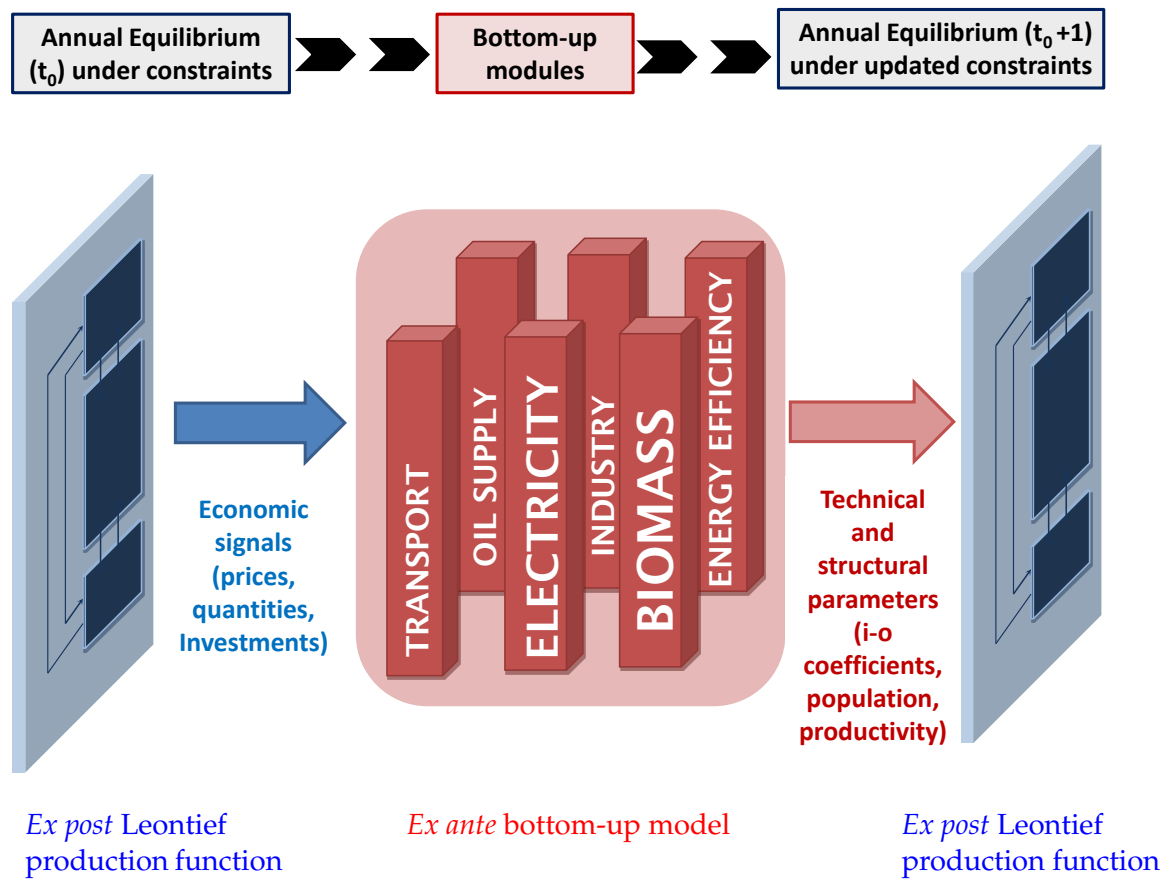 Annual Equilibrium
(t0) under constraints
Bottom-up
modules
Annual Equilibrium (t0+1)
under updated constraints
Economic
signals
(prices,
quantities,
Investments)
TRANSPORT
OIL SUPPLY
ELECTRICITY
INDUSTRY
BIOMASS
ENERGY EFFICIENCY
Technical
and
structural
parameters
(i-o
coefficients,
population,
productivity)
Ex post Leontief
production function
Ex ante bottom-up model
Ex post Leontief
production function